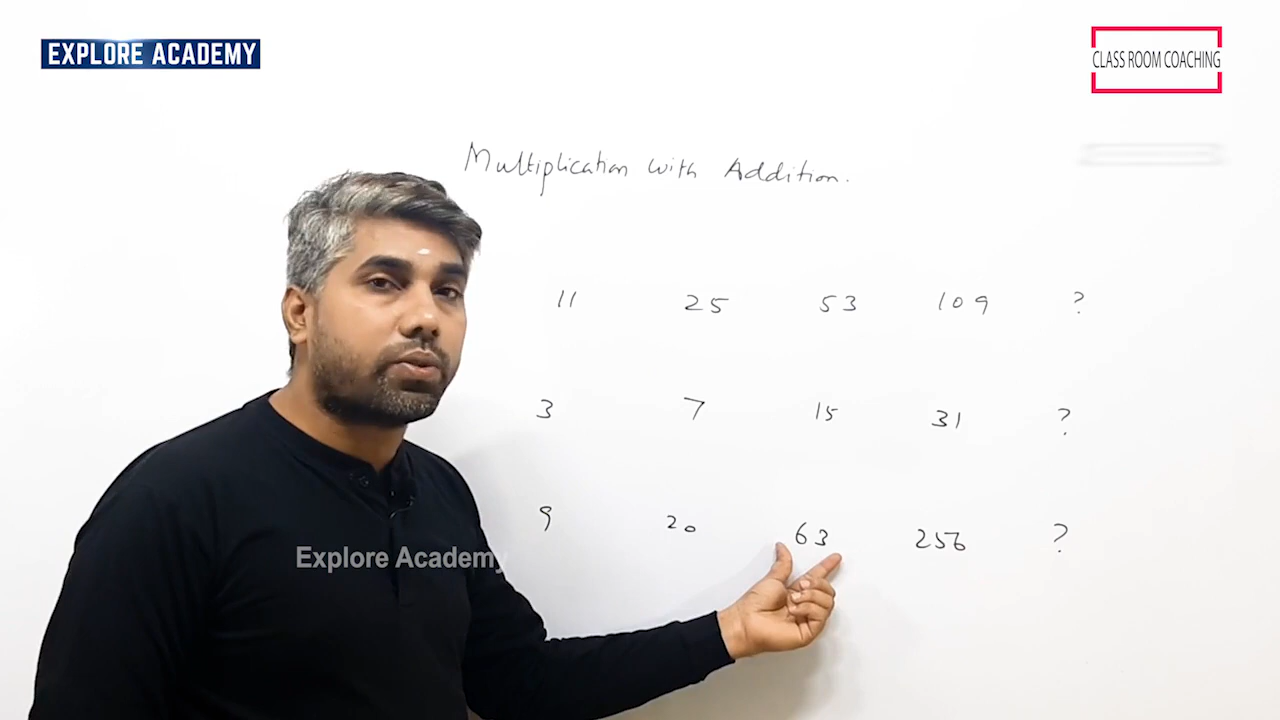 EXPLORE ACADEMY
CLASS ROOM COACHING
Multiplication with Addition.
11 25 53 109 ?
3 7 15 31 ?
9 20 63 256 ?
Explore Academy